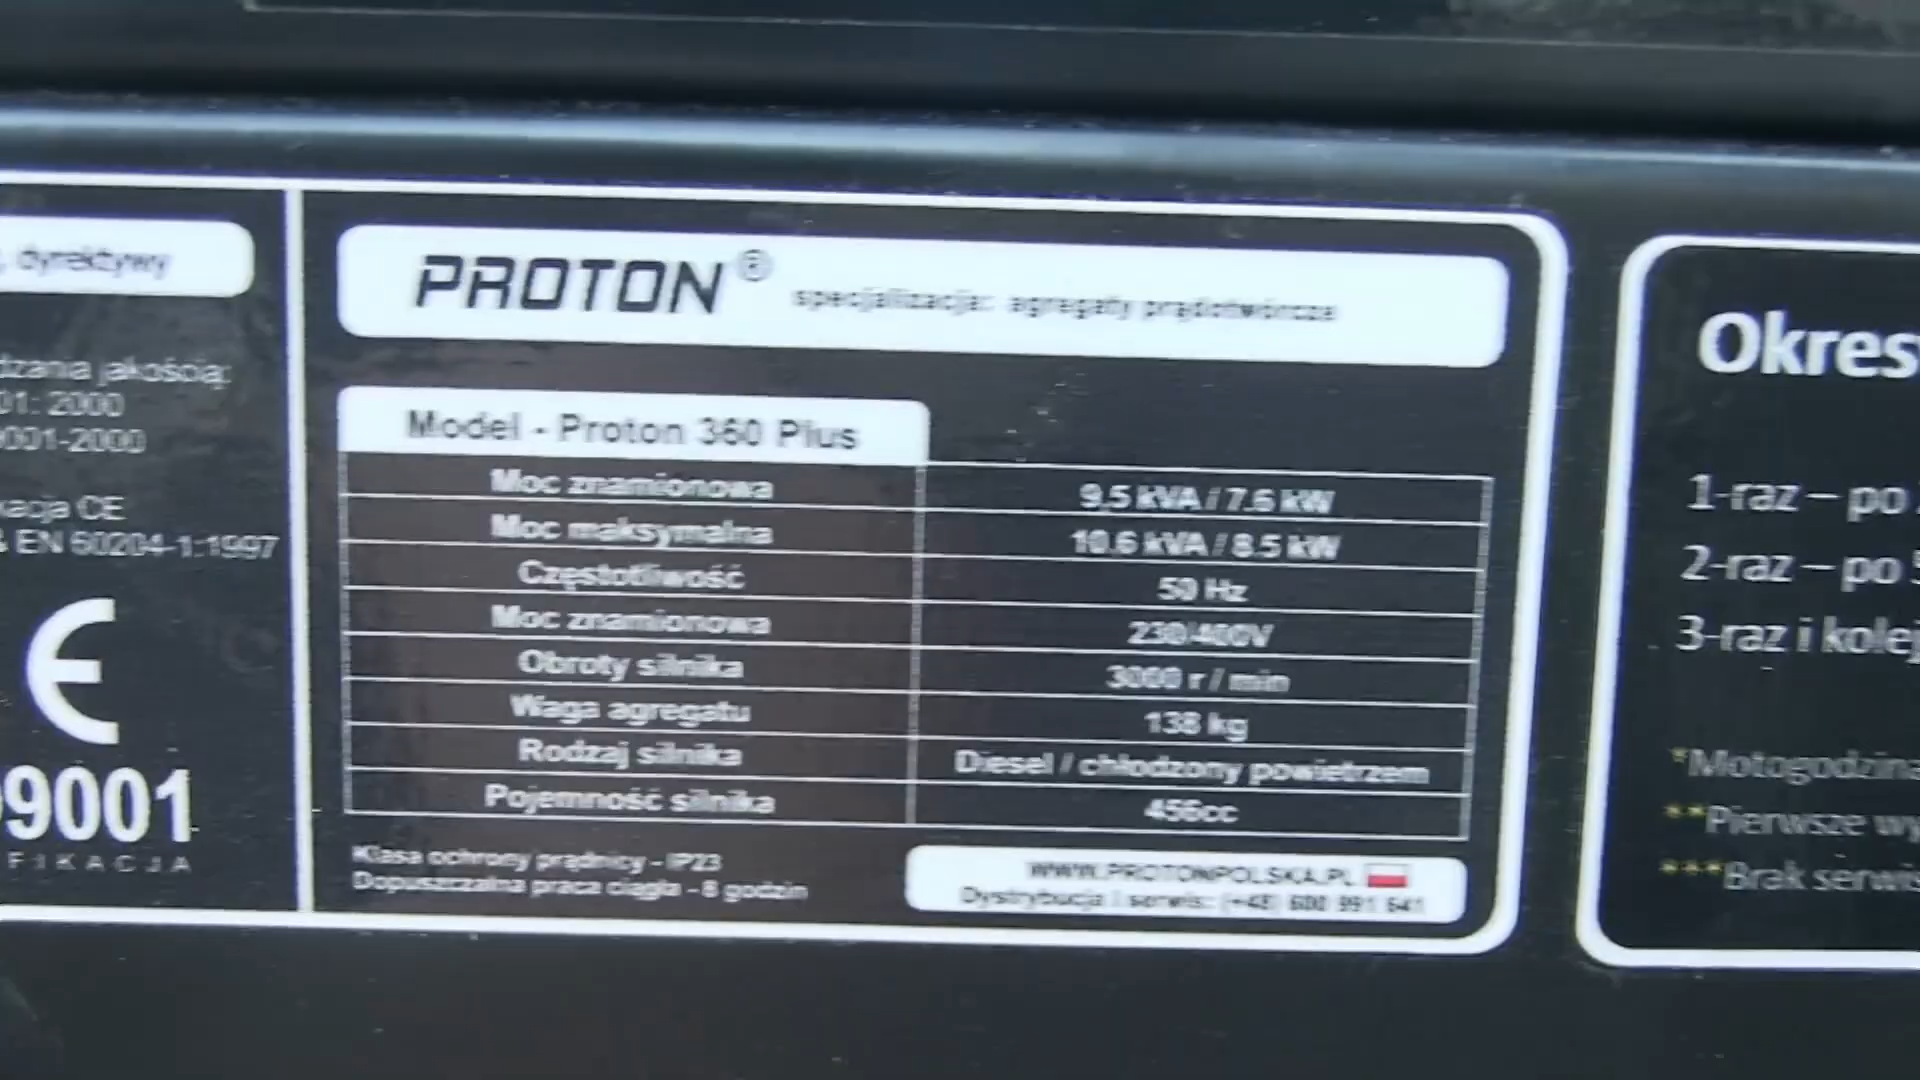 , dyrektywy
dzania jakością:
01: 2000
9001-2000
kacja CE
& EN 60204-1:1997
CE
9001
FIKACJA
PROTON® specjalizacja: agregaty prądotwórcze
Model - Proton 360 Plus
Moc znamionowa 9,5 kVA / 7.6 kW
Moc maksymalna 10.6 kVA / 8.5 kW
Częstotliwość 50 Hz
Moc znamionowa 230/400V
Obroty silnika 3000 r / min
Waga agregatu 138 kg
Rodzaj silnika Diesel / chłodzony powietrzem
Pojemność silnika 456cc
Klasa ochrony prądnicy - IP23
Dopuszczalna praca ciągła - 8 godzin
WWW.PROTONPOLSKA.PL
Dystrybucja i serwis: (+48) 600 991 641
Okres
1-raz – po
2-raz – po 5
3-raz i kolej
*Motogodzina
**Pierwsze wy
***Brak serwis